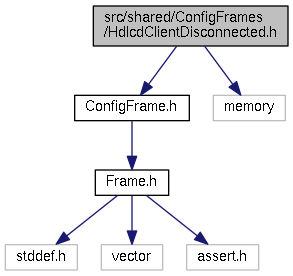 src/shared/ConfigFrames
/HdlcdClientDisconnected.h
ConfigFrame.h
memory
Frame.h
stddef.h
vector
assert.h